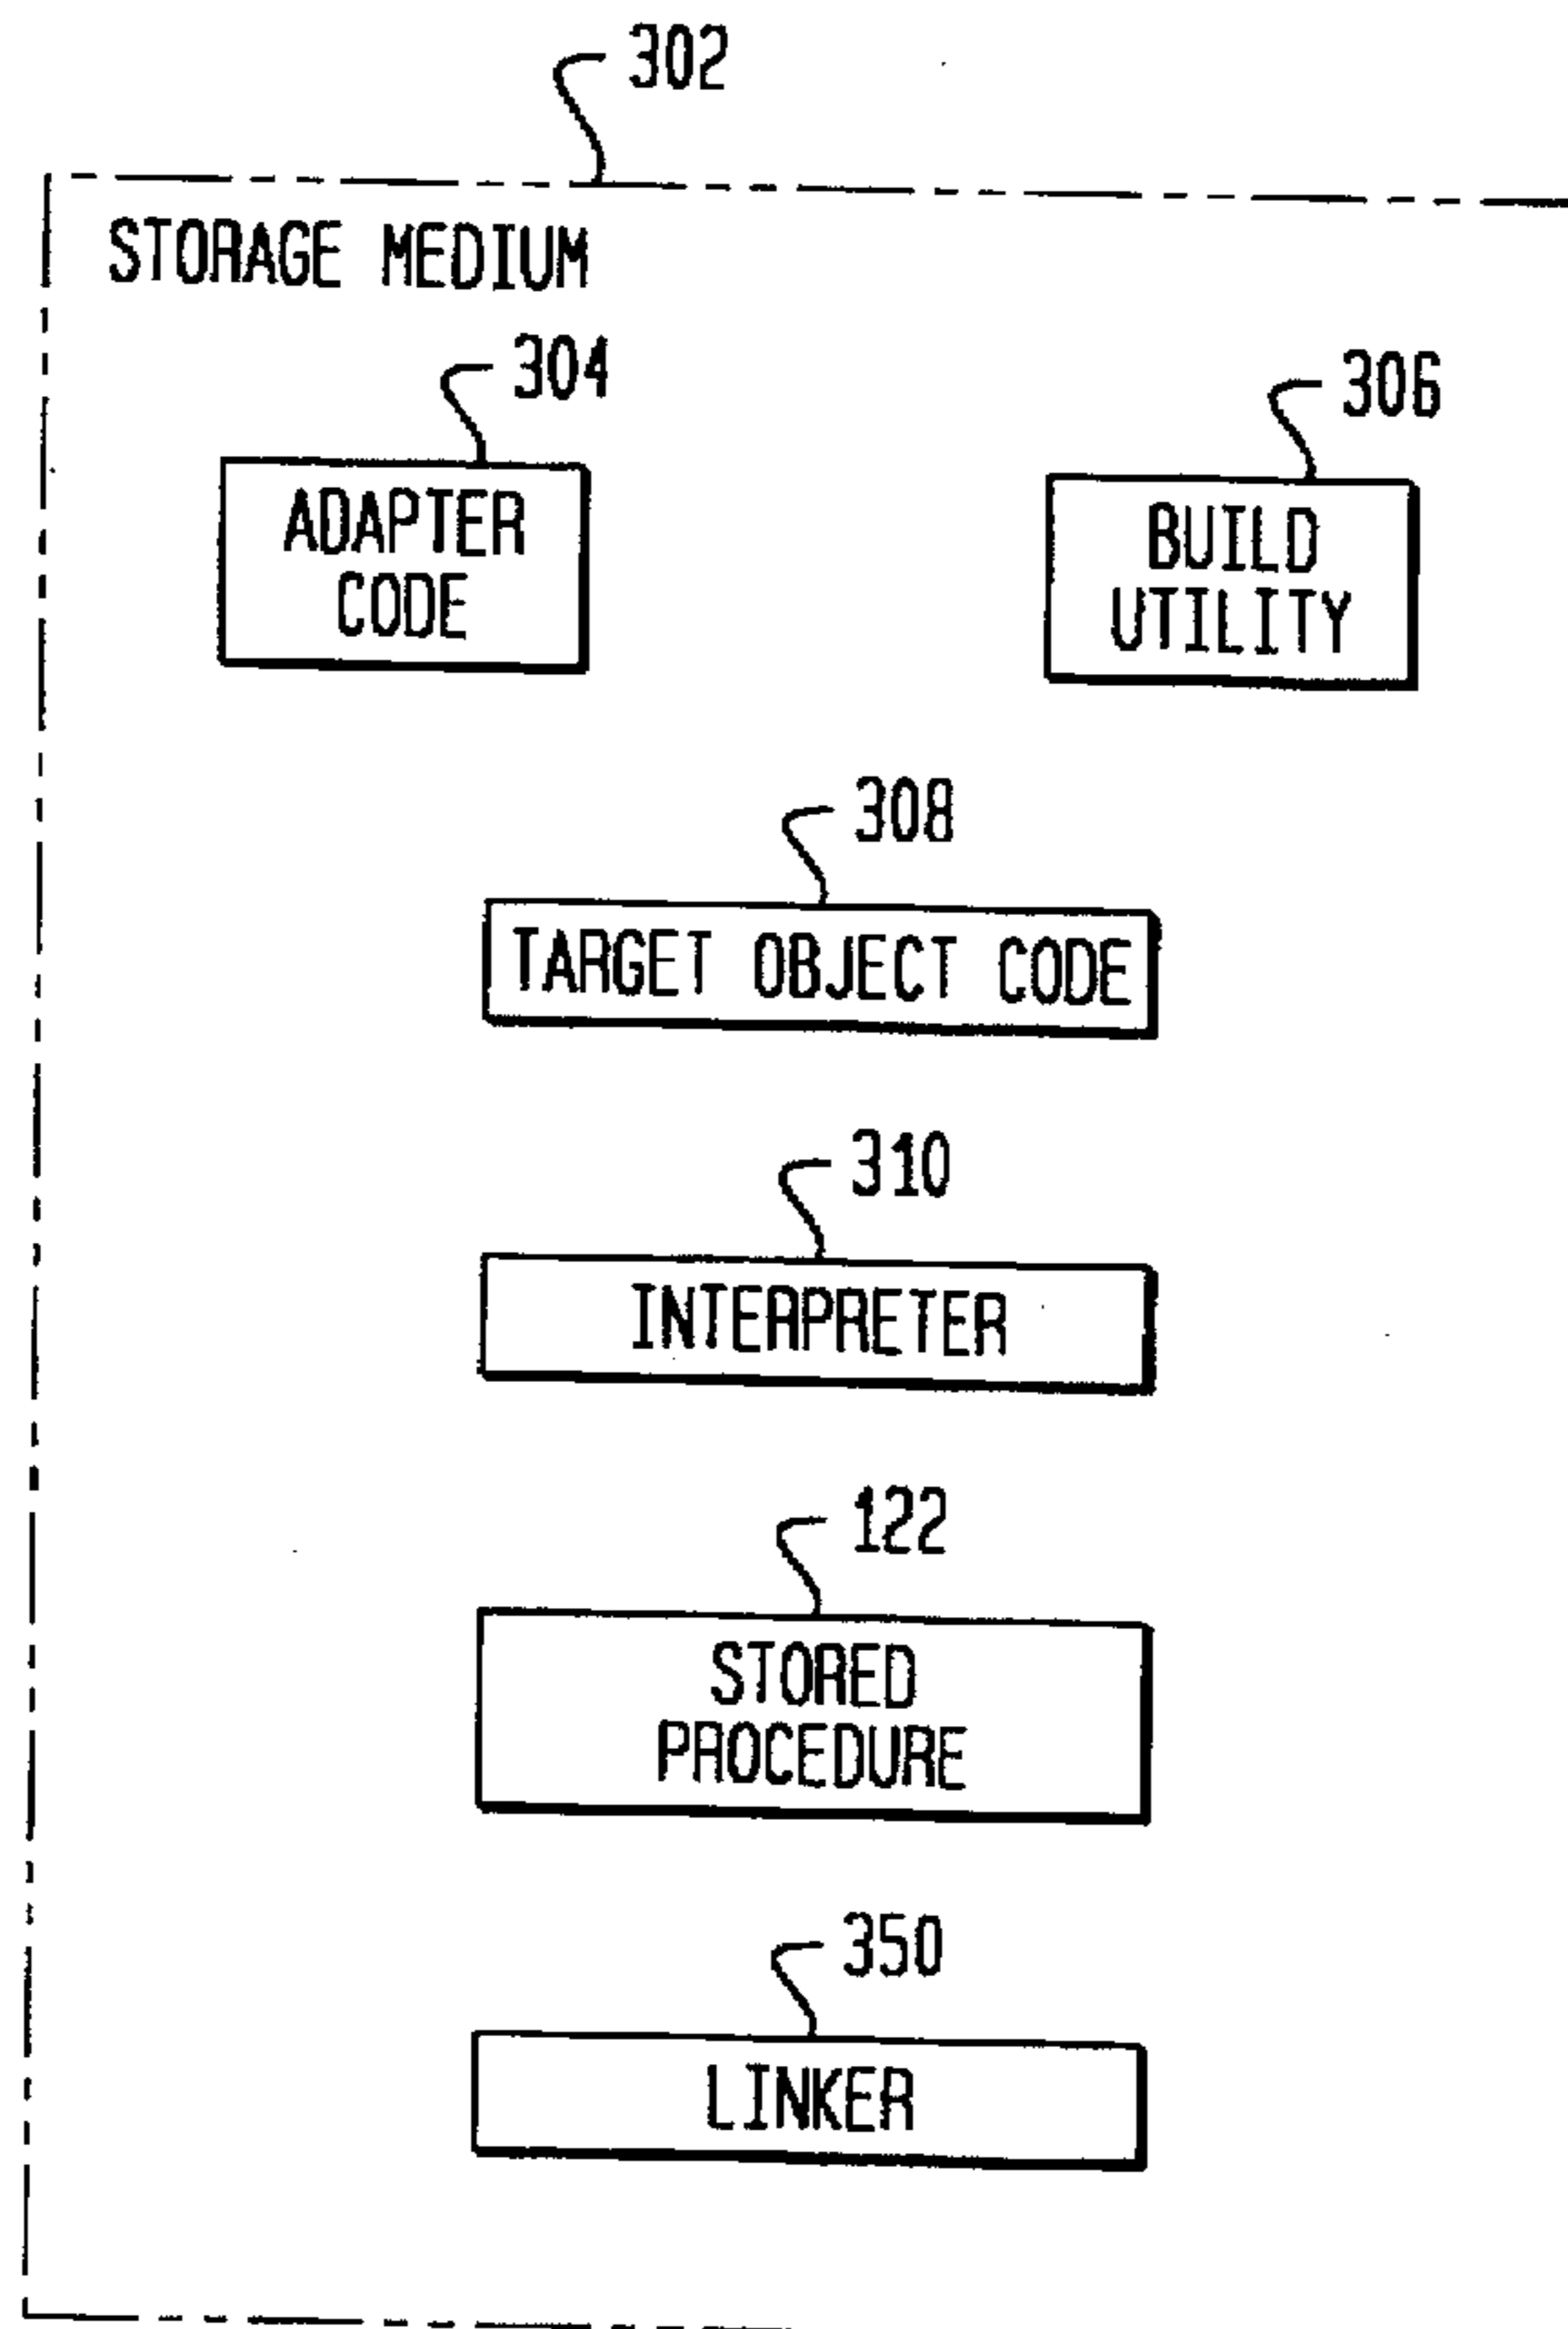 302
STORAGE MEDIUM
304
306
ADAPTER
CODE
BUILD
UTILITY
308
TARGET OBJECT CODE
310
INTERPRETER
122
STORED
PROCEDURE
350
LINKER